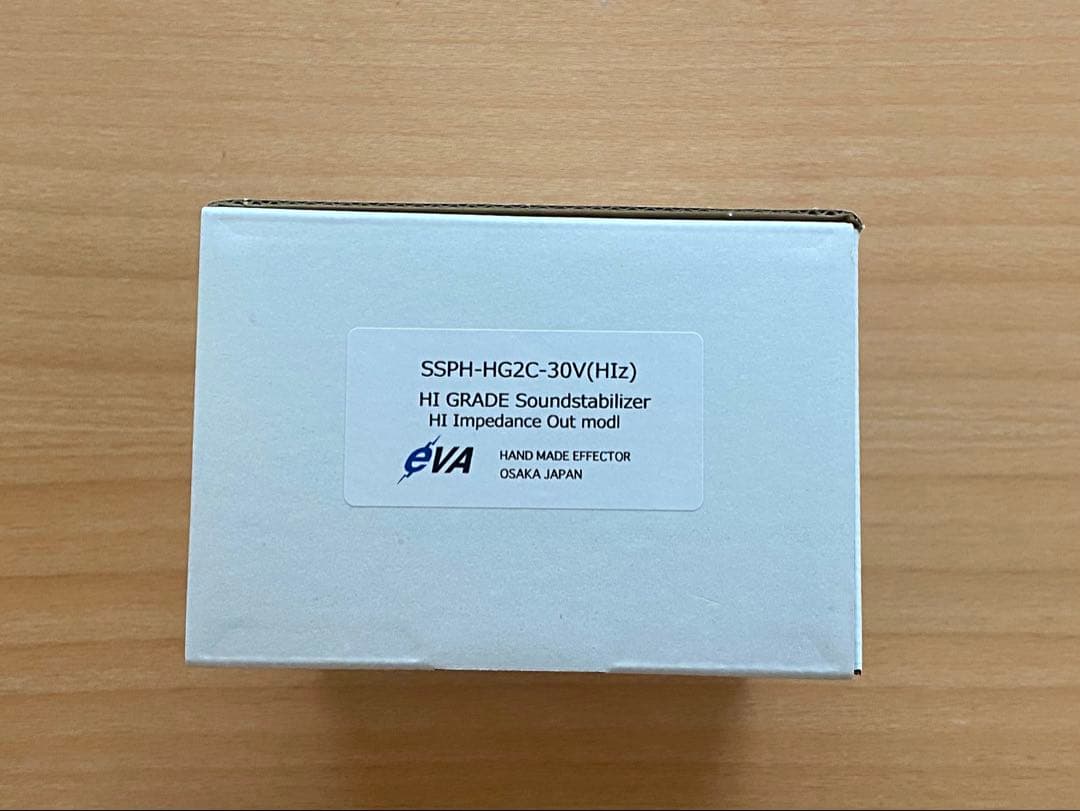 SSPH-HG2C-30V(HIz)
HI GRADE Soundstabilizer
HI Impedance Out modl
eVA
HAND MADE EFFECTOR
OSAKA JAPAN